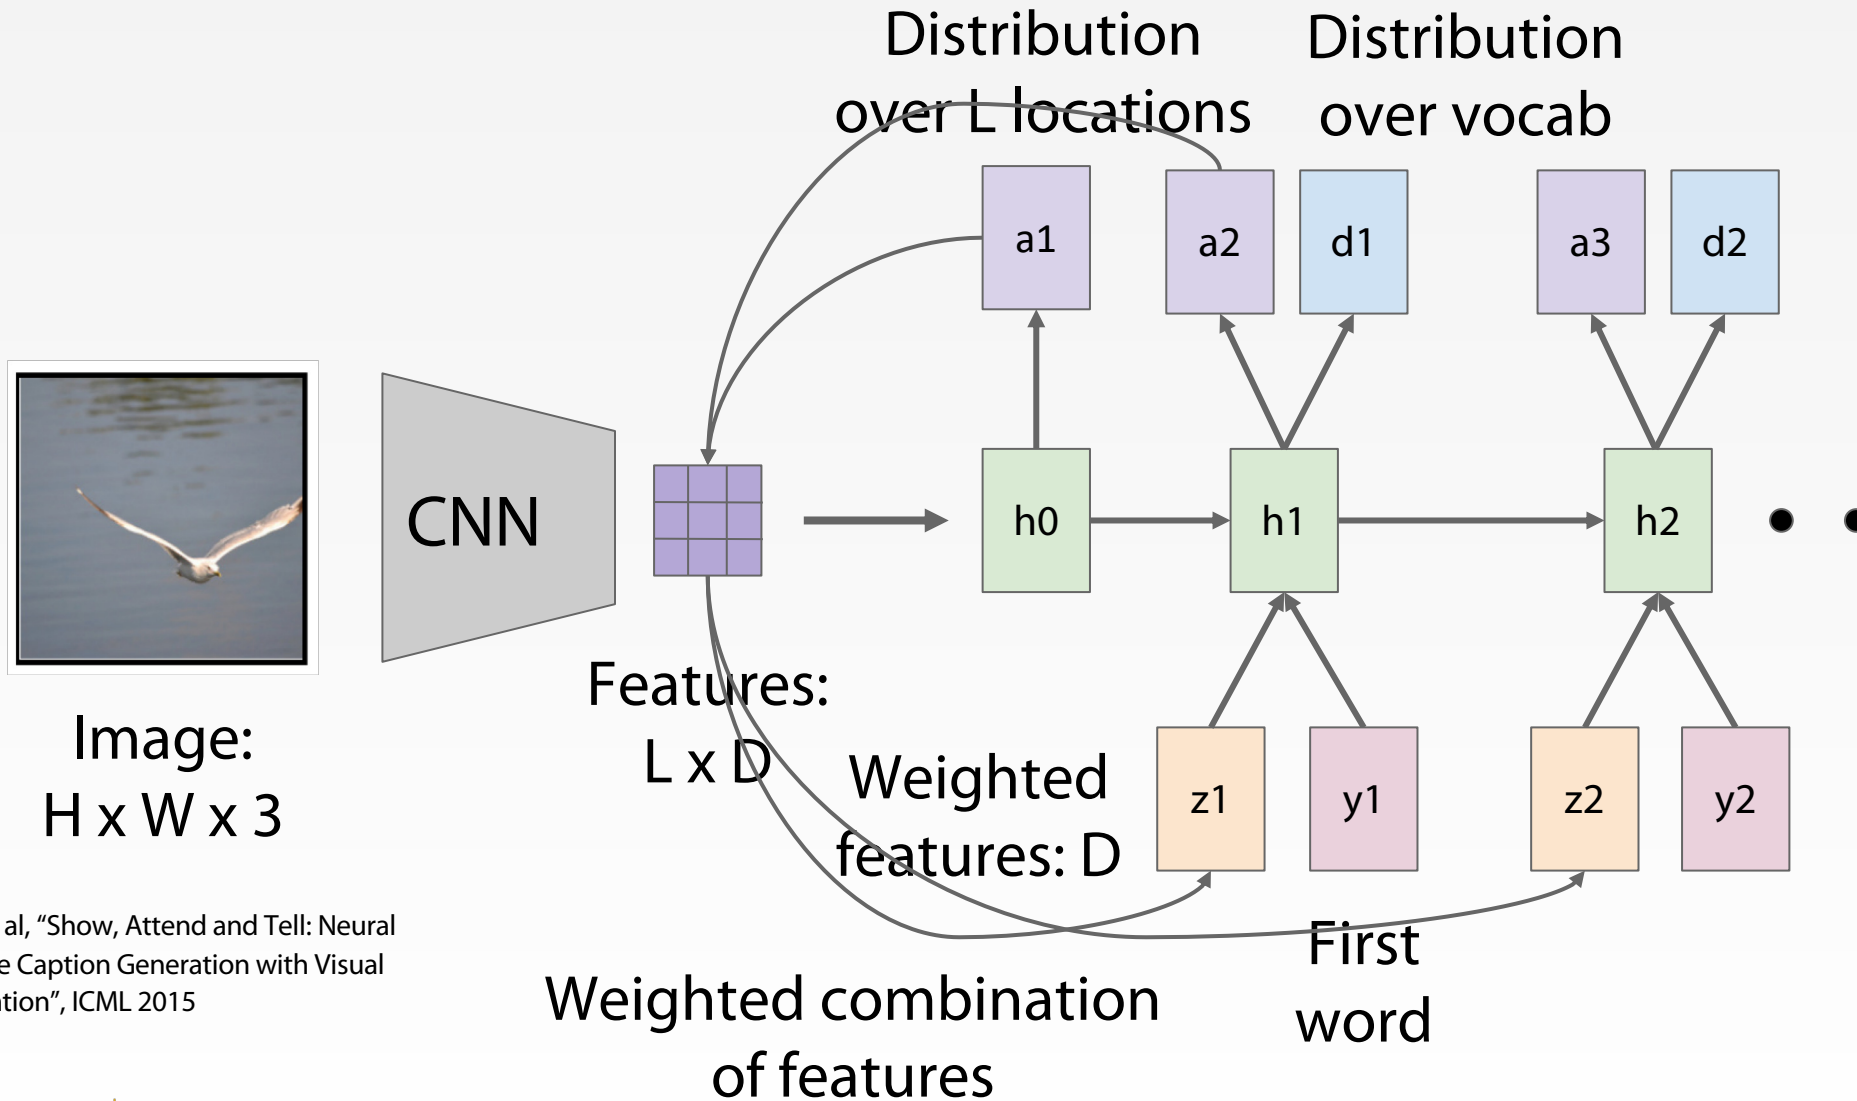 Distribution
over L locations
Distribution
over vocab
a1
a2
d1
a3
d2
CNN
h0
h1
h2
Features:
L x D
Image:
H x W x 3
Weighted
features: D
z1
y1
z2
y2
al, “Show, Attend and Tell: Neural
Caption Generation with Visual
ICML 2015
First
word
Weighted combination
of features